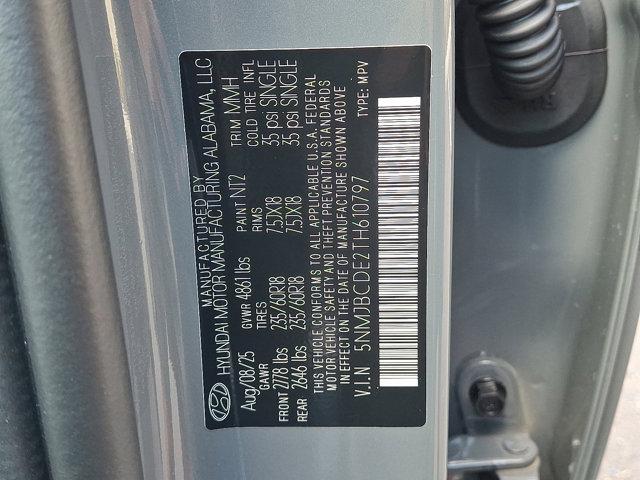 MANUFACTURED BY
HYUNDAI MOTOR MANUFACTURING ALABAMA, LLC
Aug/08/25 GVWR 4861 lbs PAINT NT2 TRIM MMH
GAWR TIRES RIMS COLD TIRE INFL
FRONT 2778 lbs 235/60R18 7.5JX18 35 psi SINGLE
REAR 2646 lbs 235/60R18 7.5JX18 35 psi SINGLE
THIS VEHICLE CONFORMS TO ALL APPLICABLE U.S.A. FEDERAL
MOTOR VEHICLE SAFETY AND THEFT PREVENTION STANDARDS
IN EFFECT ON THE DATE OF MANUFACTURE SHOWN ABOVE
V.I.N 5NMJBCDE2TH610797 TYPE: MPV